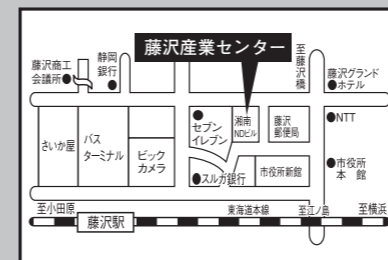 藤沢産業センター
藤沢商工
会議所
静岡
銀行
至藤沢橋
藤沢グランド
ホテル
さいか屋
バス
ターミナル
ビック
カメラ
セブン
イレブン
湘南
NDビル
藤沢
郵便局
NTT
スルガ銀行
市役所新館
市役所
本館
至小田原
藤沢駅
東海道本線
至江ノ島
至横浜